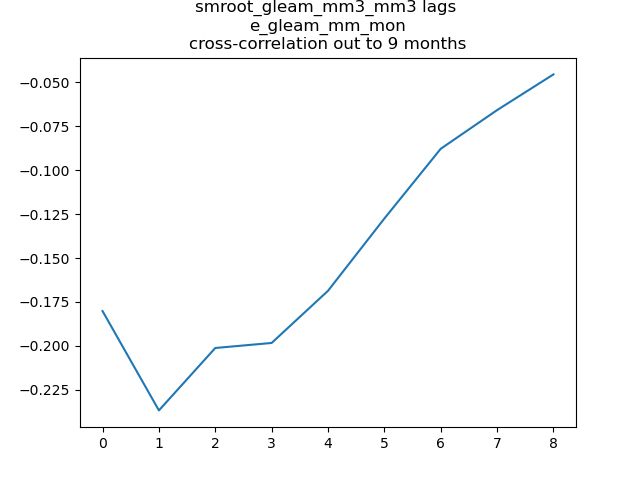 smroot_gleam_mm3_mm3 lags
e_gleam_mm_mon
cross-correlation out to 9 months
−0.050
−0.075
−0.100
−0.125
−0.150
−0.175
−0.200
−0.225
0 1 2 3 4 5 6 7 8